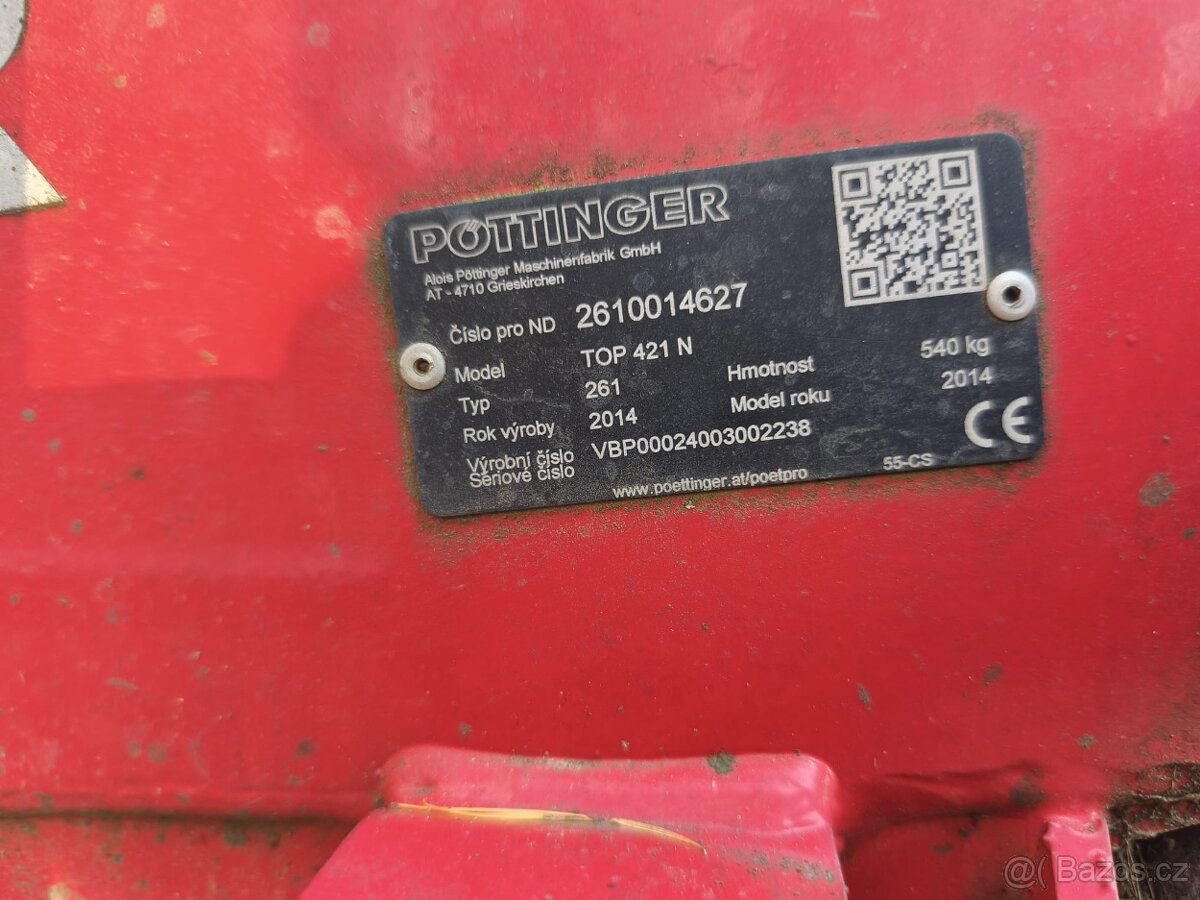 PÖTTINGER
Alois Pöttinger Maschinenfabrik GmbH
AT - 4710 Grieskirchen
Číslo pro ND 2610014627
Model TOP 421 N
Typ 261 Hmotnost 540 kg
Rok výroby 2014 Model roku 2014
Výrobní číslo VBP00024003002238
Sériové číslo
www.poettinger.at/poetpro 55-CS
CE
Bazos.cz